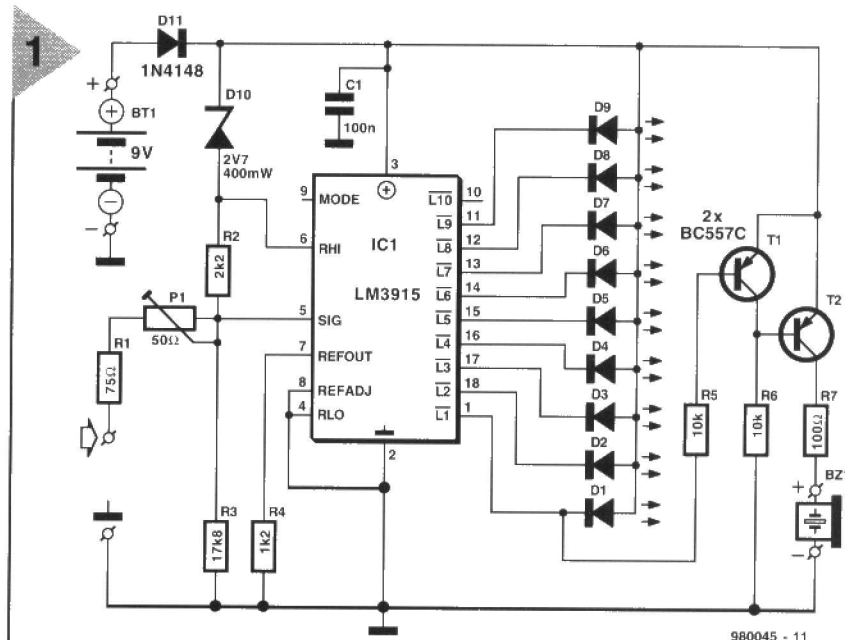 1
D11
1N4148
+
BT1
9V
−
D10
2V7
400mW
C1
100n
R2
2k2
P1
50Ω
R1
75Ω
R3
17k8
R4
1k2
3
+
9 MODE
6 RHI
5 SIG
7 REFOUT
8 REFADJ
4 RLO
IC1
LM3915
2
L10 10
L9 11
L8 12
L7 13
L6 14
L5 15
L4 16
L3 17
L2 18
L1 1
D9
D8
D7
D6
D5
D4
D3
D2
D1
2x
BC557C
T1
T2
R5
10k
R6
10k
R7
100Ω
BZ1
+
−
980045 - 11